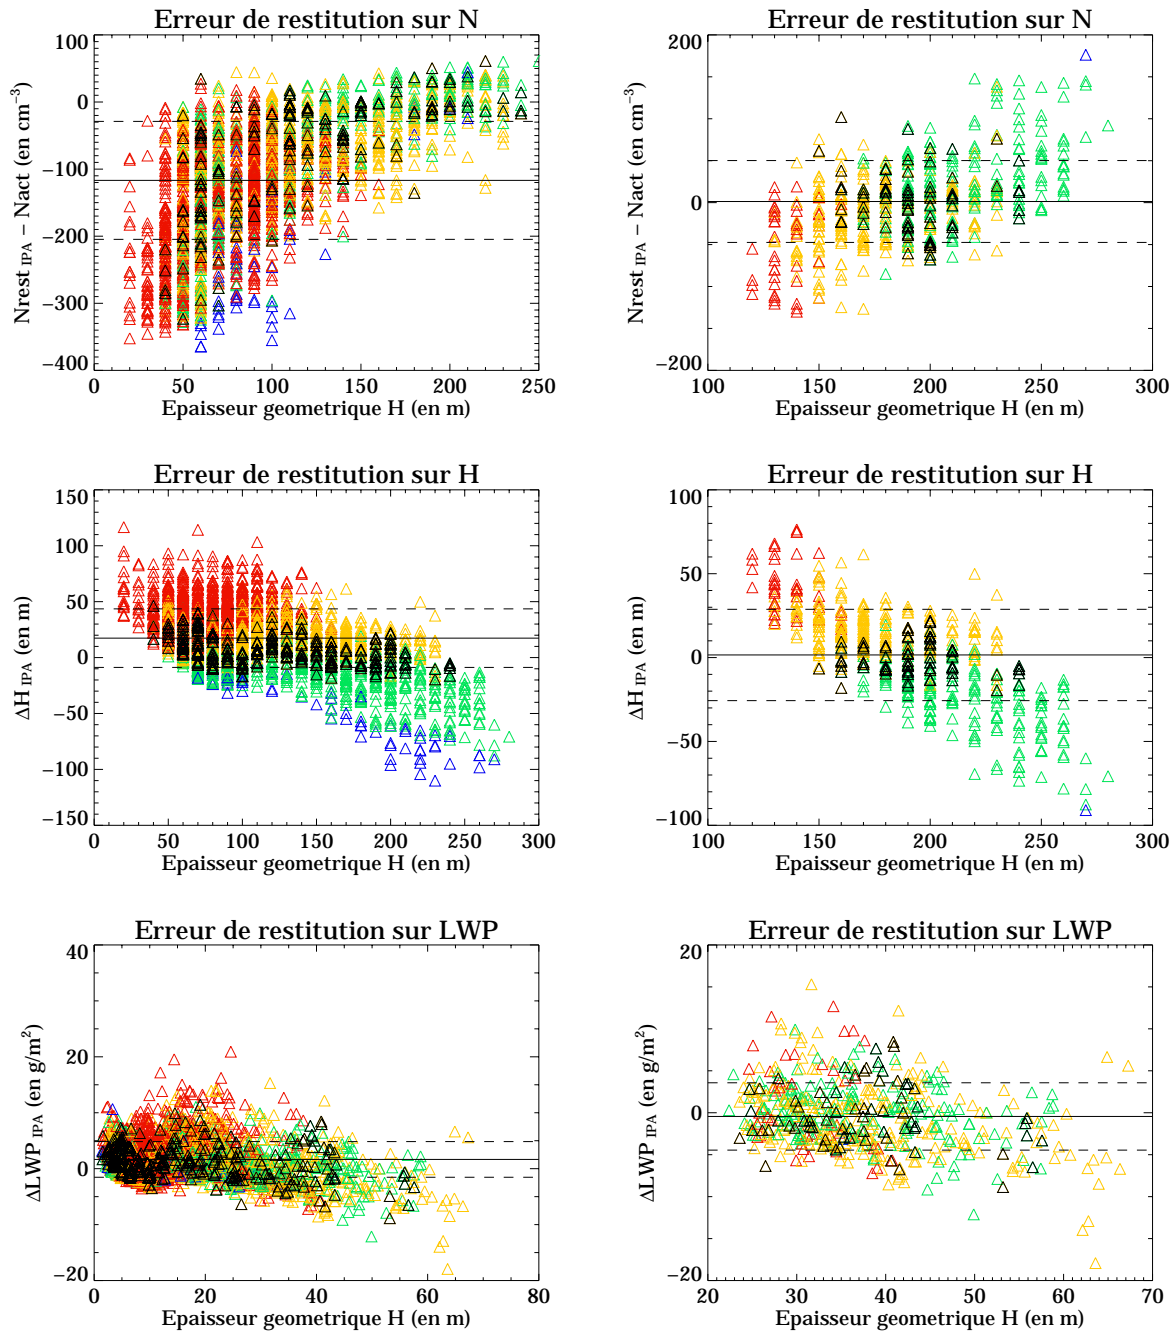 Erreur de restitution sur N
100
0
−100
−200
−300
−400
Nrest IPA − Nact (en cm−3)
0 50 100 150 200 250
Epaisseur geometrique H (en m)
Erreur de restitution sur N
200
0
−200
Nrest IPA − Nact (en cm−3)
100 150 200 250 300
Epaisseur geometrique H (en m)
Erreur de restitution sur H
150
100
50
0
−50
−100
−150
ΔH IPA (en m)
0 50 100 150 200 250 300
Epaisseur geometrique H (en m)
Erreur de restitution sur H
100
50
0
−50
−100
ΔH IPA (en m)
100 150 200 250 300
Epaisseur geometrique H (en m)
Erreur de restitution sur LWP
40
20
0
−20
ΔLWP IPA (en g/m2)
0 20 40 60 80
Epaisseur geometrique H (en m)
Erreur de restitution sur LWP
20
10
0
−10
−20
ΔLWP IPA (en g/m2)
20 30 40 50 60 70
Epaisseur geometrique H (en m)